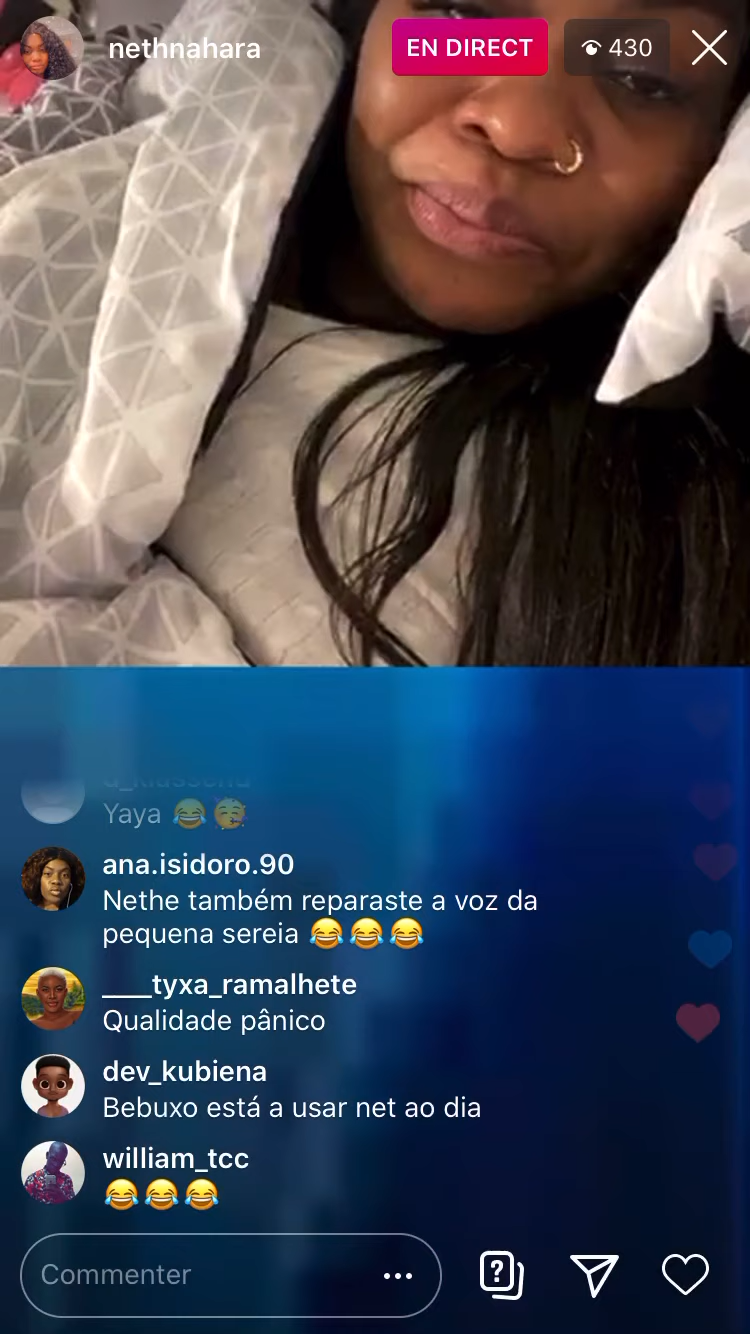 nethnahara
EN DIRECT
430
Yaya 😂🥳
ana.isidoro.90
Nethe também reparaste a voz da
pequena sereia 😂😂😂
____tyxa_ramalhete
Qualidade pânico
dev_kubiena
Bebuxo está a usar net ao dia
william_tcc
😂😂😂
Commenter